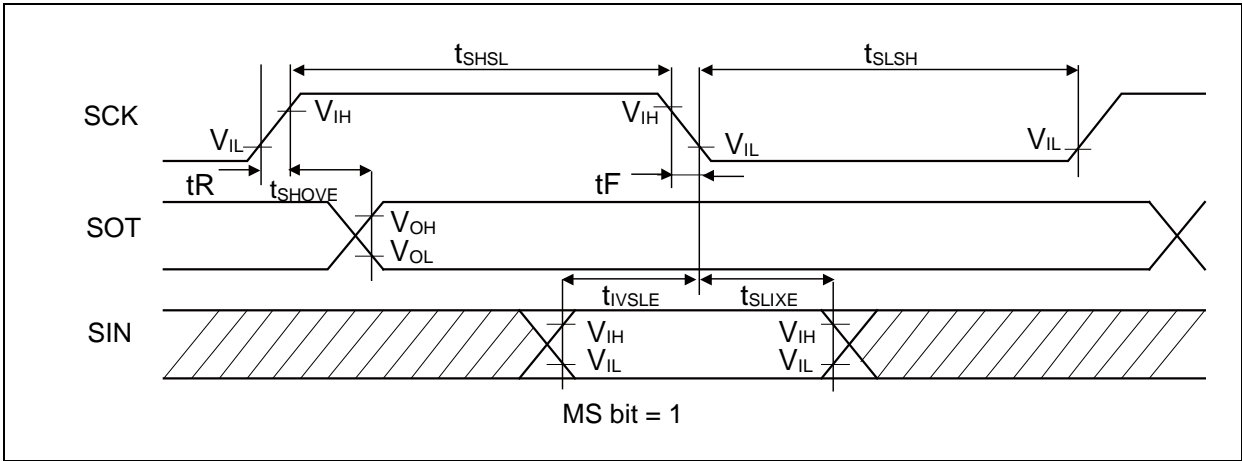 tSHSL tSLSH
SCK VIH VIH
VIL VIL VIL
tR tSHOVE tF
SOT VOH
VOL
tIVSLE tSLIXE
SIN VIH VIH
VIL VIL
MS bit = 1